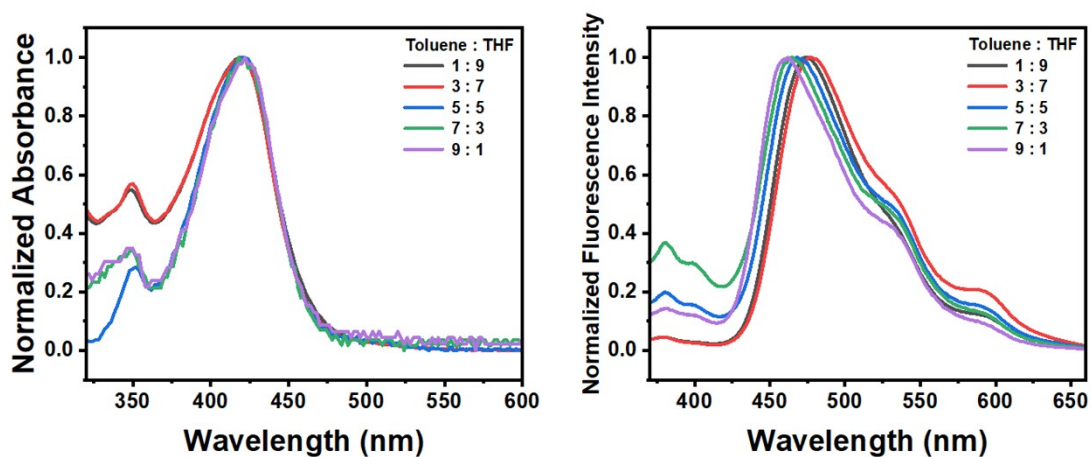 Normalized Absorbance
1.0
0.8
0.6
0.4
0.2
0.0
Toluene : THF
1 : 9
3 : 7
5 : 5
7 : 3
9 : 1
350 400 450 500 550 600
Wavelength (nm)
Normalized Fluorescence Intensity
1.0
0.8
0.6
0.4
0.2
0.0
Toluene : THF
1 : 9
3 : 7
5 : 5
7 : 3
9 : 1
400 450 500 550 600 650
Wavelength (nm)